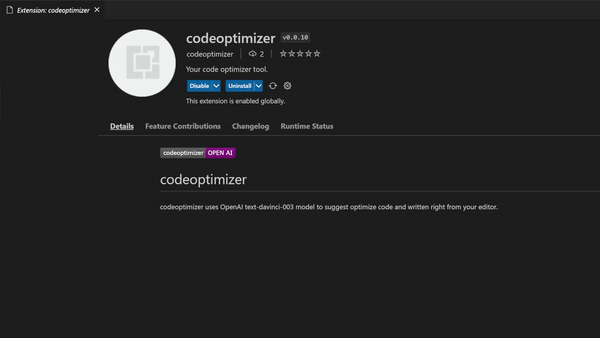 Extension: codeoptimizer
codeoptimizer v0.0.10
codeoptimizer 2
Your code optimizer tool.
Disable Uninstall
This extension is enabled globally.
Details Feature Contributions Changelog Runtime Status
codeoptimizer OPEN AI
codeoptimizer
codeoptimizer uses OpenAI text-davinci-003 model to suggest optimize code and written right from your editor.